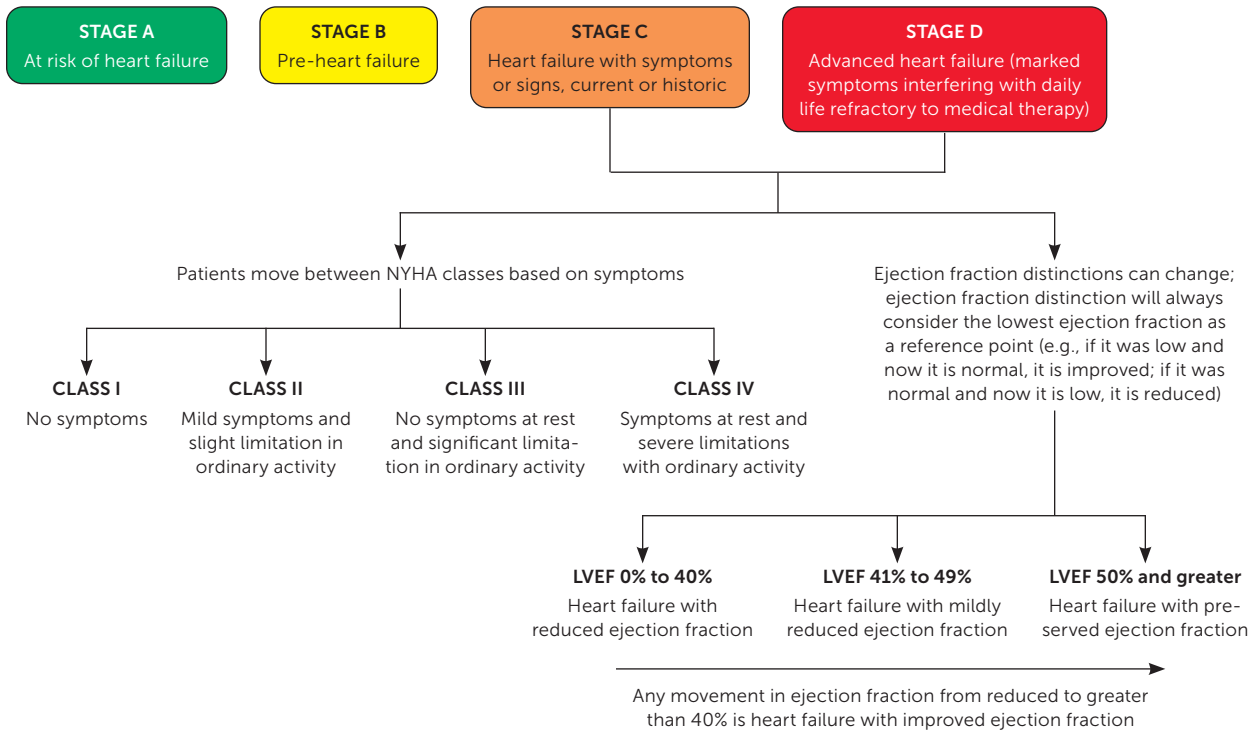 STAGE A
At risk of heart failure
STAGE B
Pre-heart failure
STAGE C
Heart failure with symptoms
or signs, current or historic
STAGE D
Advanced heart failure (marked
symptoms interfering with daily
life refractory to medical therapy)
Patients move between NYHA classes based on symptoms
Ejection fraction distinctions can change;
ejection fraction distinction will always
consider the lowest ejection fraction as
a reference point (e.g., if it was low and
now it is normal, it is improved; if it was
normal and now it is low, it is reduced)
CLASS I
No symptoms
CLASS II
Mild symptoms and
slight limitation in
ordinary activity
CLASS III
No symptoms at rest
and significant limita-
tion in ordinary activity
CLASS IV
Symptoms at rest and
severe limitations
with ordinary activity
LVEF 0% to 40%
Heart failure with
reduced ejection fraction
LVEF 41% to 49%
Heart failure with mildly
reduced ejection fraction
LVEF 50% and greater
Heart failure with pre-
served ejection fraction
Any movement in ejection fraction from reduced to greater
than 40% is heart failure with improved ejection fraction